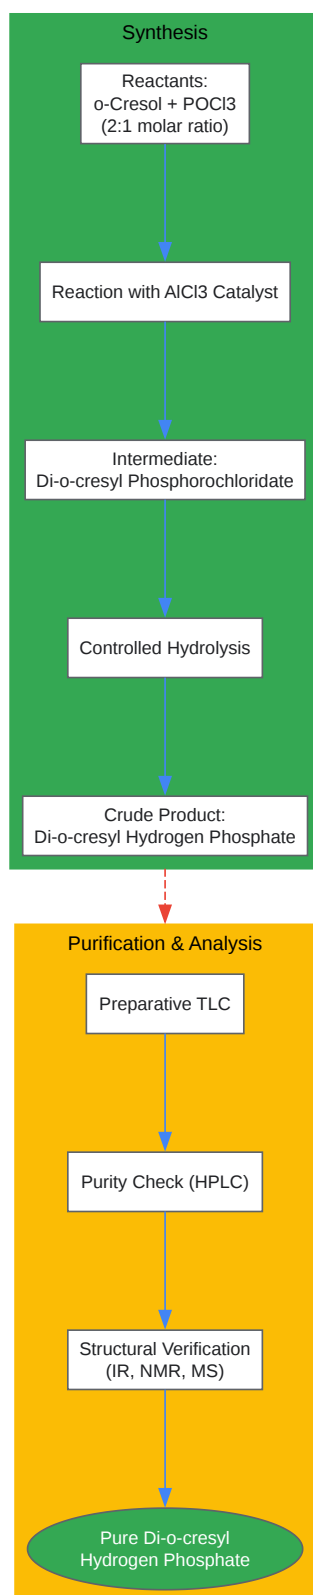 Synthesis
Reactants:
o-Cresol + POCl3
(2:1 molar ratio)
Reaction with AlCl3 Catalyst
Intermediate:
Di-o-cresyl Phosphorochloridate
Controlled Hydrolysis
Crude Product:
Di-o-cresyl Hydrogen Phosphate
Purification & Analysis
Preparative TLC
Purity Check (HPLC)
Structural Verification
(IR, NMR, MS)
Pure Di-o-cresyl
Hydrogen Phosphate